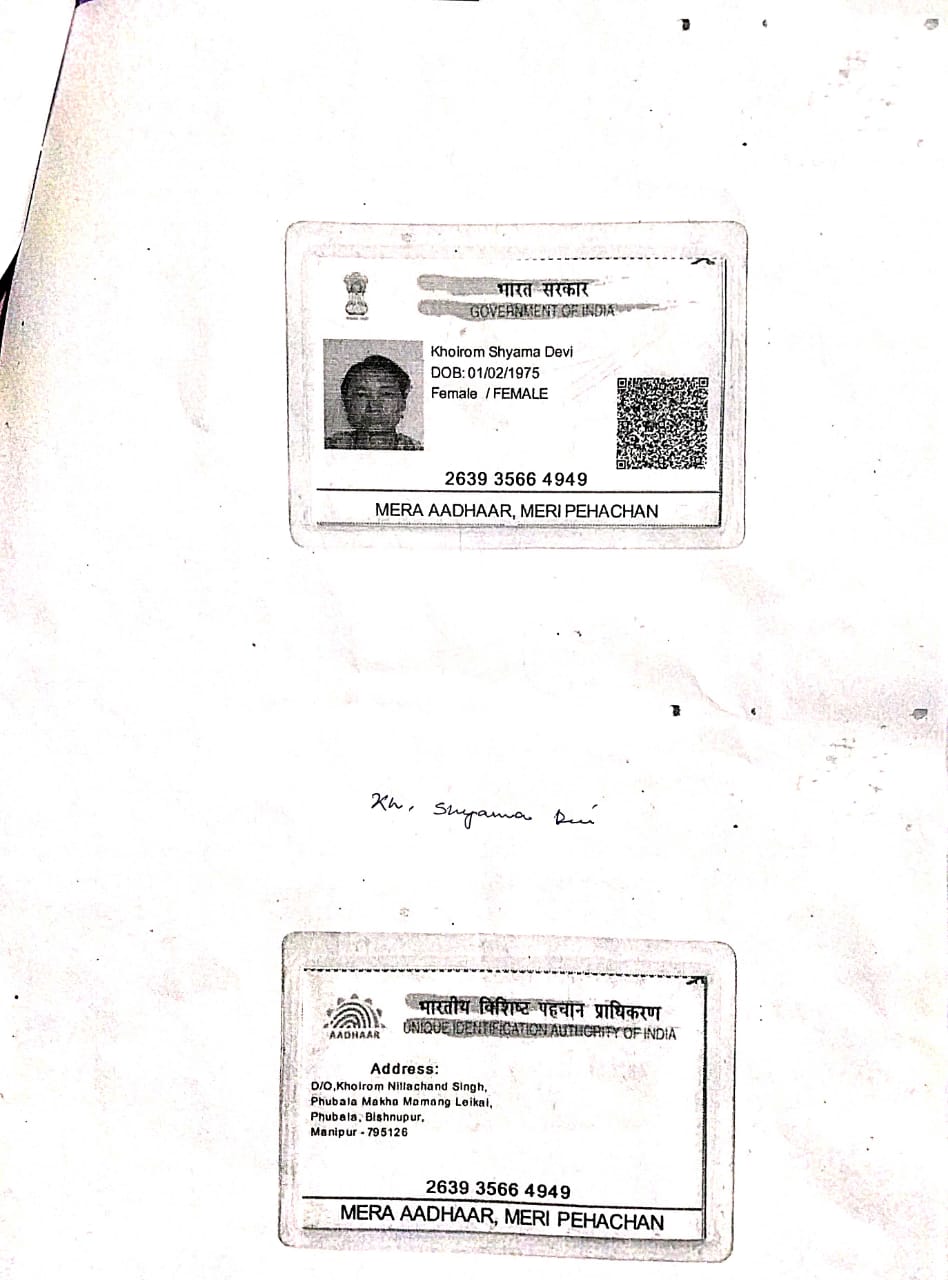 भारत सरकार
GOVERNMENT OF INDIA
Khoirom Shyama Devi
DOB: 01/02/1975
Female / FEMALE
2639 3566 4949
MERA AADHAAR, MERI PEHACHAN
Kh. Shyama Devi
भारतीय विशिष्ट पहचान प्राधिकरण
UNIQUE IDENTIFICATION AUTHORITY OF INDIA
AADHAAR
Address:
D/O,Khoirom Nillachand Singh,
Phubala Makha Mamang Leikai,
Phubala, Bishnupur,
Manipur - 795126
2639 3566 4949
MERA AADHAAR, MERI PEHACHAN